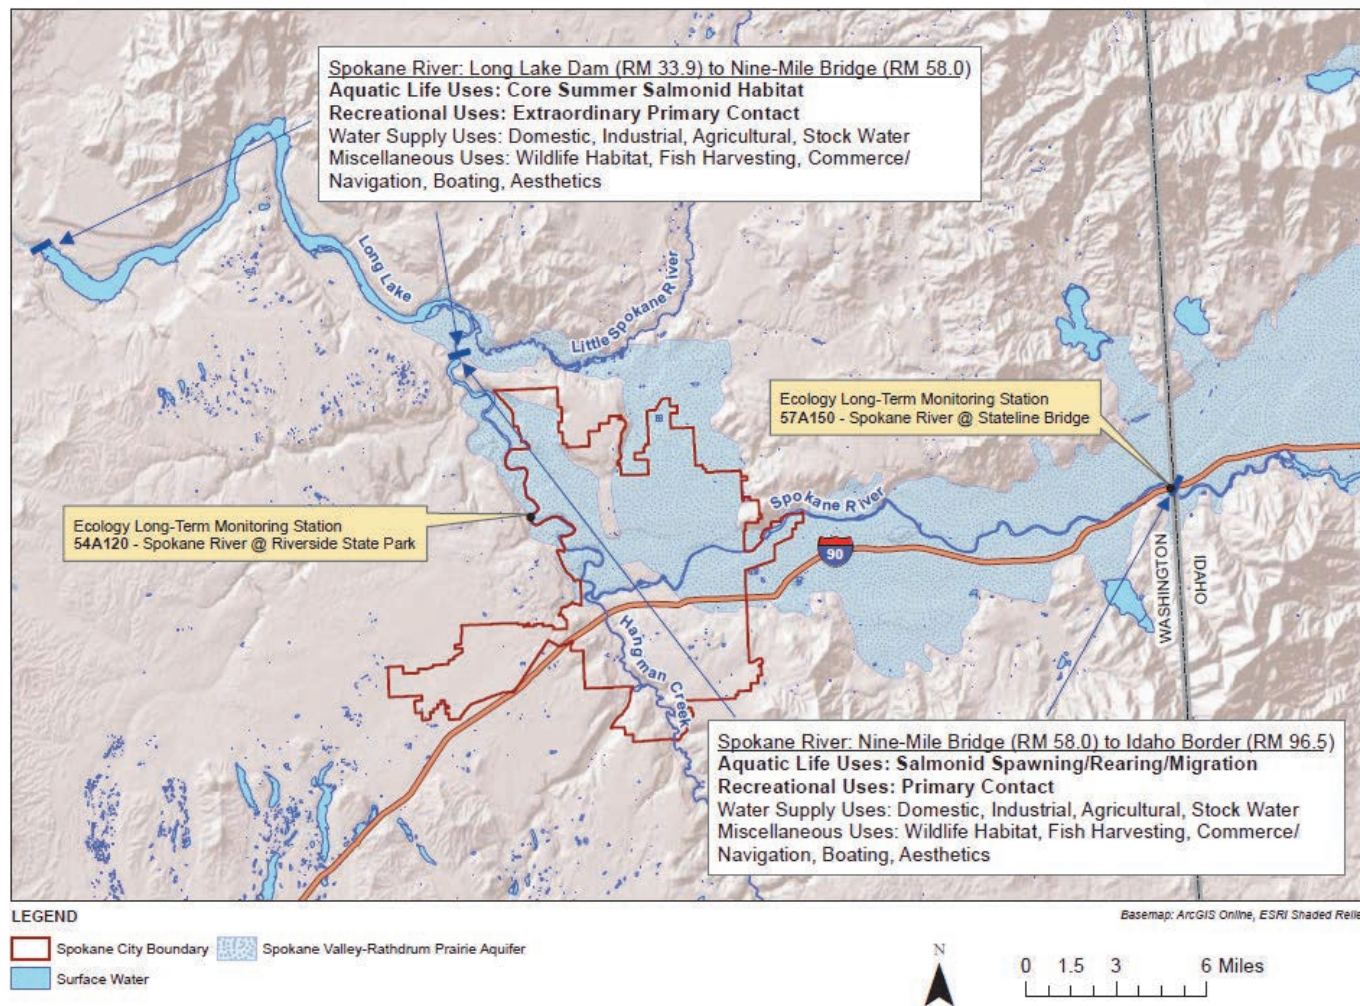 Spokane River: Long Lake Dam (RM 33.9) to Nine-Mile Bridge (RM 58.0)
Aquatic Life Uses: Core Summer Salmonid Habitat
Recreational Uses: Extraordinary Primary Contact
Water Supply Uses: Domestic, Industrial, Agricultural, Stock Water
Miscellaneous Uses: Wildlife Habitat, Fish Harvesting, Commerce/
Navigation, Boating, Aesthetics
Long Lake
Little Spokane River
Ecology Long-Term Monitoring Station
57A150 - Spokane River @ Stateline Bridge
Spokane River
Ecology Long-Term Monitoring Station
54A120 - Spokane River @ Riverside State Park
90
WASHINGTON
IDAHO
Hangman Creek
Spokane River: Nine-Mile Bridge (RM 58.0) to Idaho Border (RM 96.5)
Aquatic Life Uses: Salmonid Spawning/Rearing/Migration
Recreational Uses: Primary Contact
Water Supply Uses: Domestic, Industrial, Agricultural, Stock Water
Miscellaneous Uses: Wildlife Habitat, Fish Harvesting, Commerce/
Navigation, Boating, Aesthetics
LEGEND
Basemap: ArcGIS Online, ESRI Shaded Relie
Spokane City Boundary
Spokane Valley-Rathdrum Prairie Aquifer
Surface Water
N
0 1.5 3 6 Miles